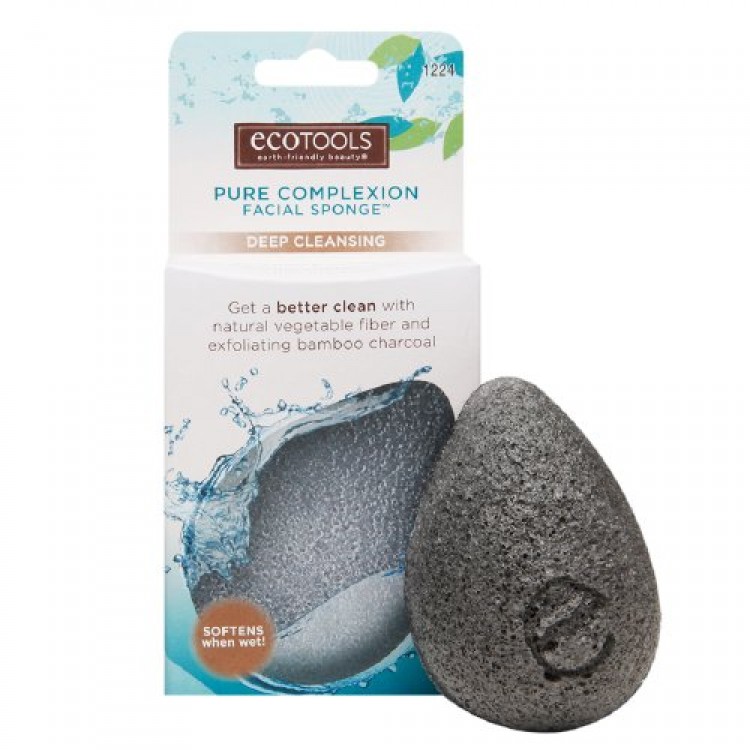 1224
ecoTOOLS
earth-friendly beauty®
PURE COMPLEXION
FACIAL SPONGE™
DEEP CLEANSING
Get a better clean with
natural vegetable fiber and
exfoliating bamboo charcoal
SOFTENS
when wet!
e